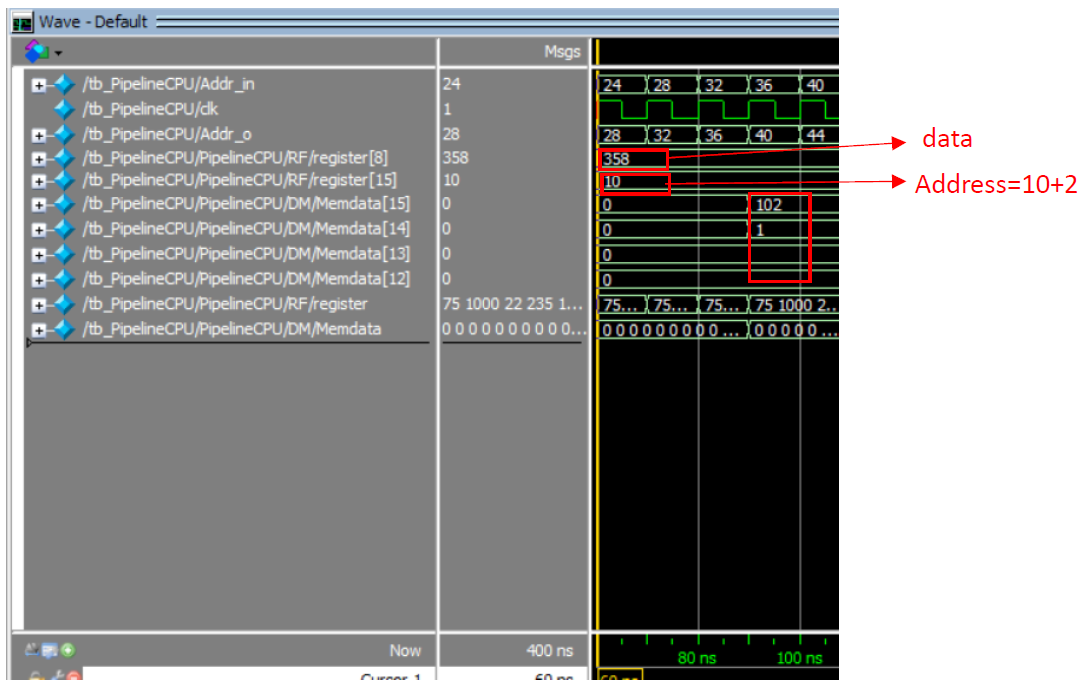 Wave - Default
Msgs
/tb_PipelineCPU/Addr_in 24 24 28 32 36 40
/tb_PipelineCPU/clk 1
/tb_PipelineCPU/Addr_o 28 28 32 36 40 44
/tb_PipelineCPU/PipelineCPU/RF/register[8] 358 358 data
/tb_PipelineCPU/PipelineCPU/RF/register[15] 10 10 Address=10+2
/tb_PipelineCPU/PipelineCPU/DM/Memdata[15] 0 0 102
/tb_PipelineCPU/PipelineCPU/DM/Memdata[14] 0 0 1
/tb_PipelineCPU/PipelineCPU/DM/Memdata[13] 0 0
/tb_PipelineCPU/PipelineCPU/DM/Memdata[12] 0 0
/tb_PipelineCPU/PipelineCPU/RF/register 75 1000 22 235 1... 75... 75... 75... 75 1000 2...
/tb_PipelineCPU/PipelineCPU/DM/Memdata 0 0 0 0 0 0 0 0 0 0 0... 0 0 0 0 0 0 0 0 0 ... 0 0 0 0 0 ...
Now 400 ns 80 ns 100 ns
Cursor 1 60 ns 60 ns